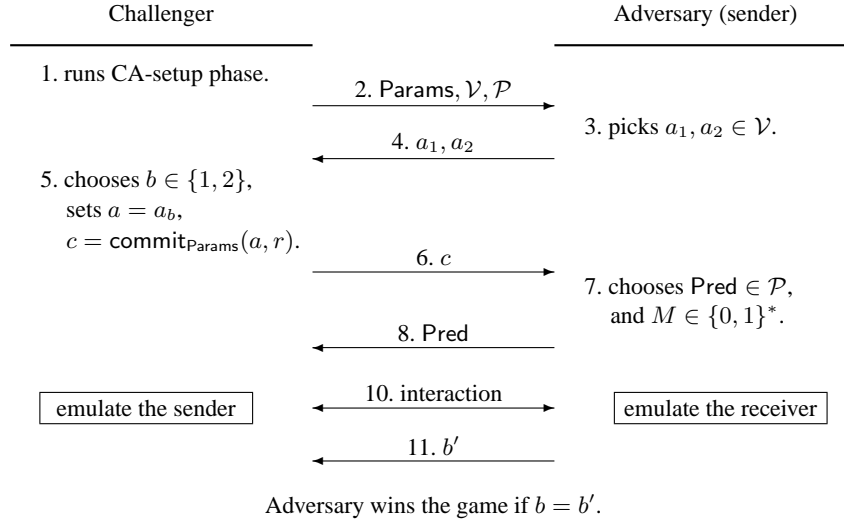 Challenger
Adversary (sender)
1. runs CA-setup phase.
2. Params, 𝒱, 𝒫
3. picks a₁, a₂ ∈ 𝒱.
4. a₁, a₂
5. chooses b ∈ {1, 2},
sets a = a_b,
c = commit_Params(a, r).
6. c
7. chooses Pred ∈ 𝒫,
and M ∈ {0, 1}*.
8. Pred
emulate the sender
10. interaction
emulate the receiver
11. b′
Adversary wins the game if b = b′.